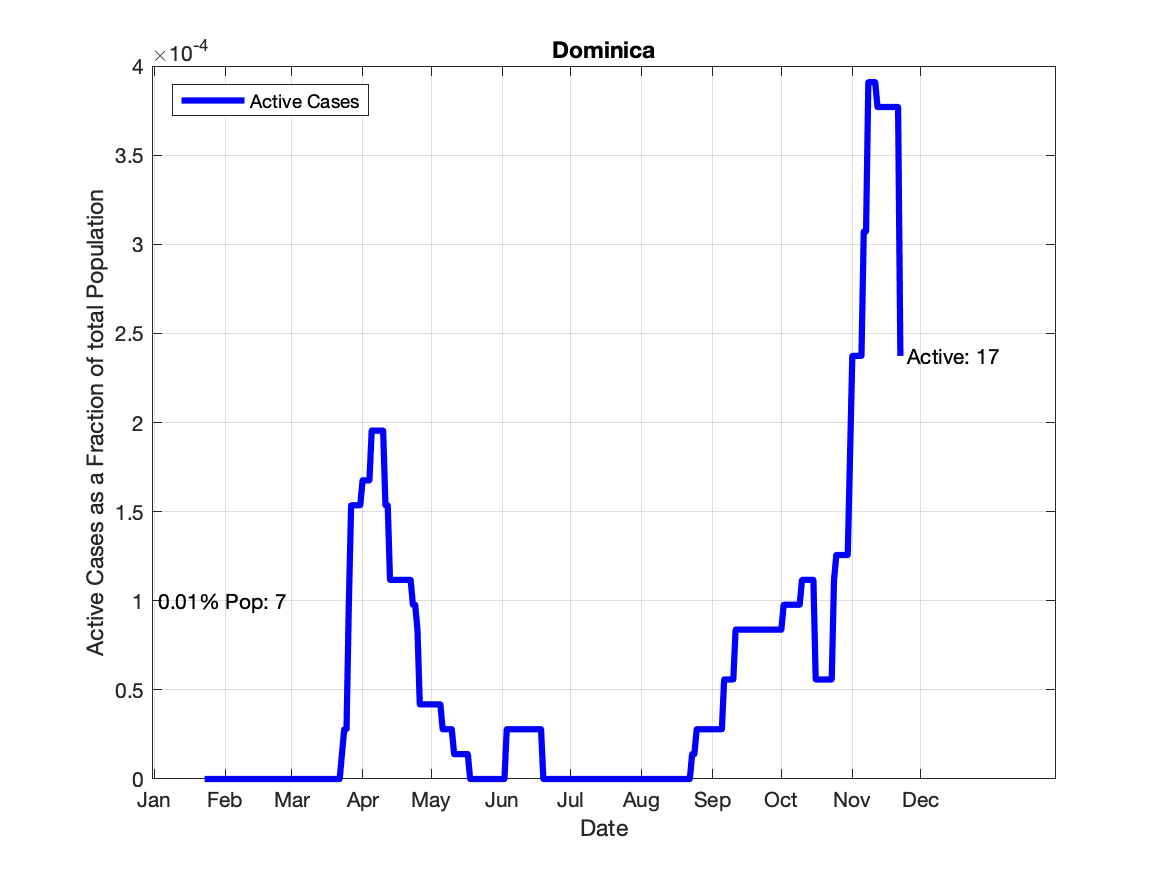 Dominica
×10-4
Active Cases
4
3.5
3
2.5
2
1.5
1
0.5
0
Active Cases as a Fraction of total Population
0.01% Pop: 7
Active: 17
Jan Feb Mar Apr May Jun Jul Aug Sep Oct Nov Dec
Date